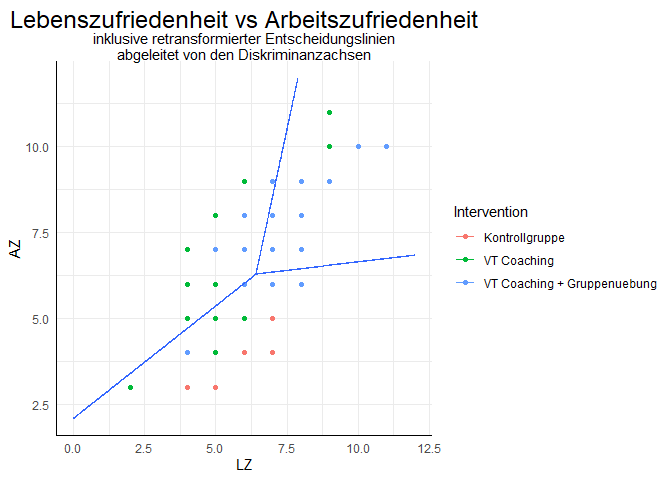 Lebenszufriedenheit vs Arbeitszufriedenheit
inklusive retransformierter Entscheidungslinien
abgeleitet von den Diskriminanzachsen
10.0
7.5
5.0
2.5
AZ
0.0 2.5 5.0 7.5 10.0 12.5
LZ
Intervention
Kontrollgruppe
VT Coaching
VT Coaching + Gruppenuebung